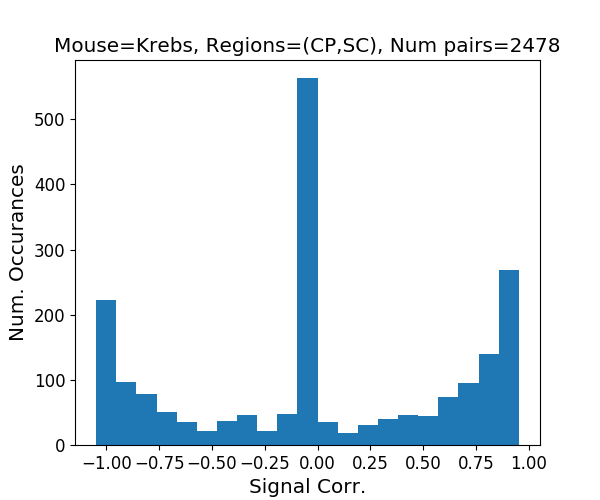 Mouse=Krebs, Regions=(CP,SC), Num pairs=2478
Num. Occurances
500
400
300
200
100
0
−1.00 −0.75 −0.50 −0.25 0.00 0.25 0.50 0.75 1.00
Signal Corr.